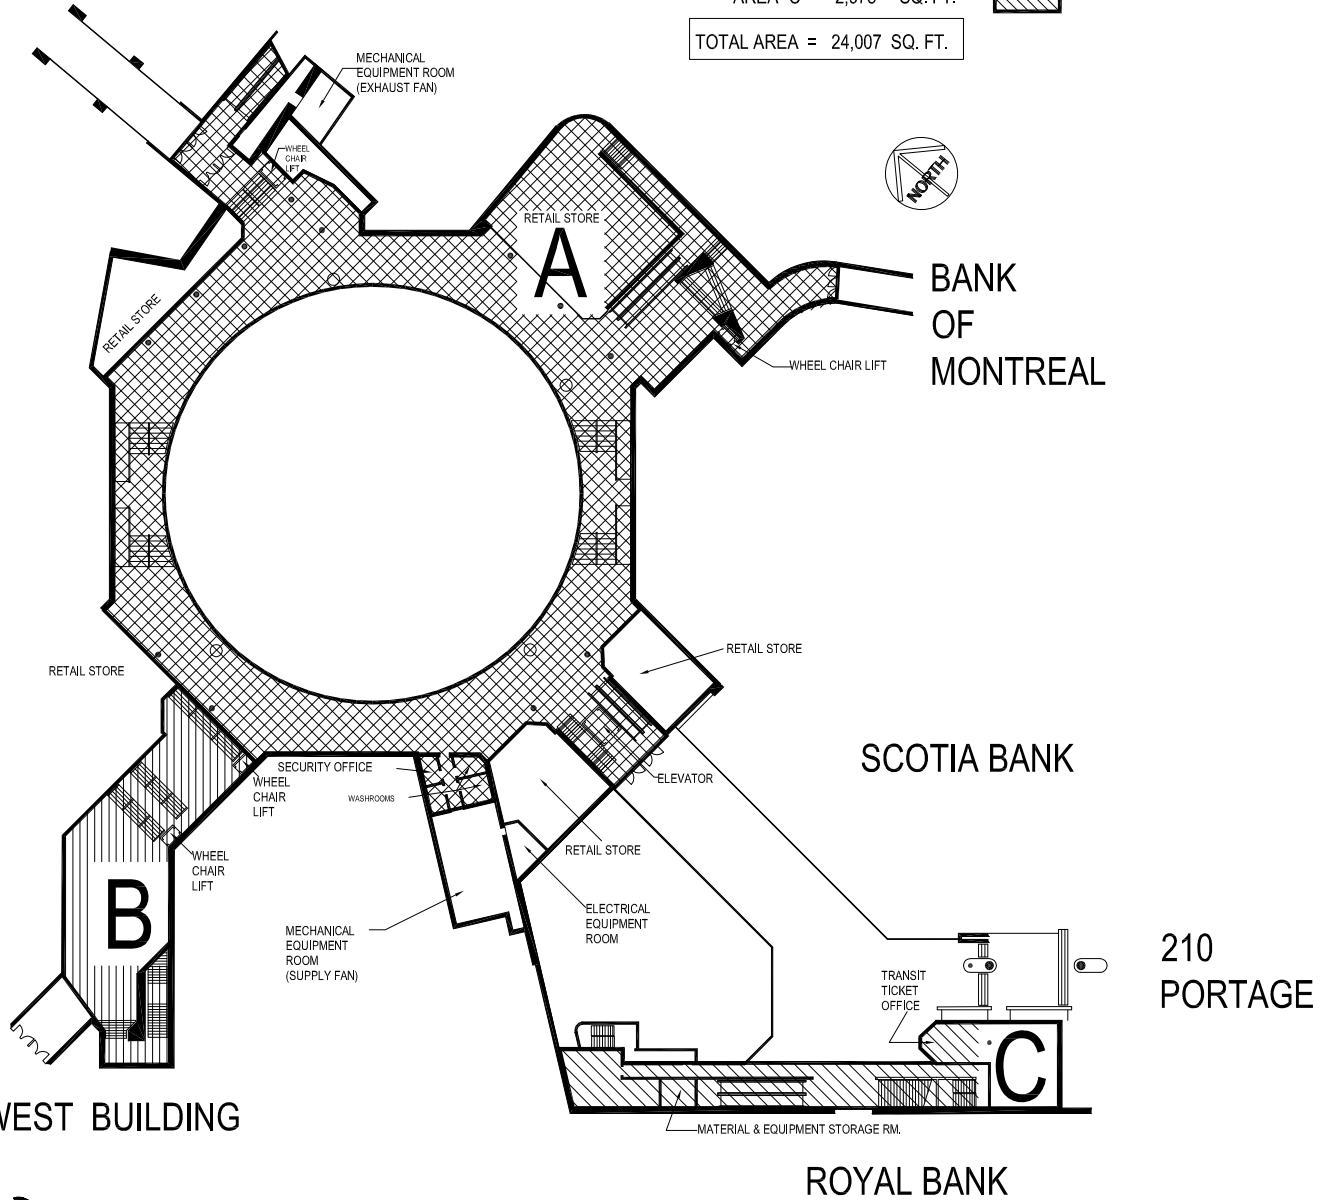 TOTAL AREA = 24,007 SQ. FT.
MECHANICAL
EQUIPMENT ROOM
(EXHAUST FAN)
WHEEL
CHAIR
LIFT
NORTH
RETAIL STORE
A
BANK
OF
MONTREAL
RETAIL STORE
WHEEL CHAIR LIFT
RETAIL STORE
RETAIL STORE
SCOTIA BANK
SECURITY OFFICE
WHEEL
CHAIR
LIFT
WASHROOMS
ELEVATOR
RETAIL STORE
WHEEL
CHAIR
LIFT
B
ELECTRICAL
EQUIPMENT
ROOM
MECHANICAL
EQUIPMENT
ROOM
(SUPPLY FAN)
210
PORTAGE
TRANSIT
TICKET
OFFICE
C
WEST BUILDING
MATERIAL & EQUIPMENT STORAGE RM.
ROYAL BANK